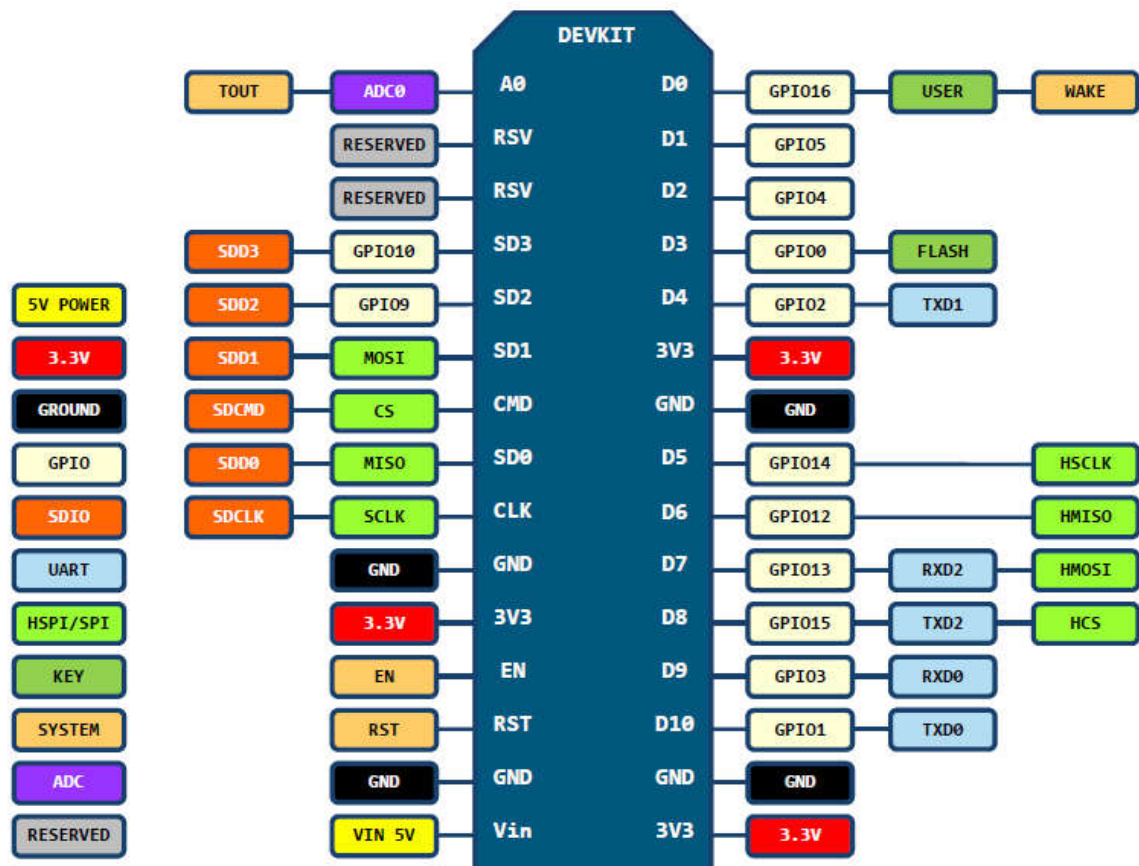 DEVKIT
TOUT ADC0 A0 D0 GPIO16 USER WAKE
RESERVED RSV D1 GPIO5
RESERVED RSV D2 GPIO4
SDD3 GPIO10 SD3 D3 GPIO0 FLASH
5V POWER SDD2 GPIO9 SD2 D4 GPIO2 TXD1
3.3V SDD1 MOSI SD1 3V3 3.3V
GROUND SDCMD CS CMD GND GND
GPIO SDD0 MISO SD0 D5 GPIO14 HSCLK
SDIO SDCLK SCLK CLK D6 GPIO12 HMISO
UART GND GND D7 GPIO13 RXD2 HMOSI
HSPI/SPI 3.3V 3V3 D8 GPIO15 TXD2 HCS
KEY EN EN D9 GPIO3 RXD0
SYSTEM RST RST D10 GPIO1 TXD0
ADC GND GND GND GND
RESERVED VIN 5V Vin 3V3 3.3V